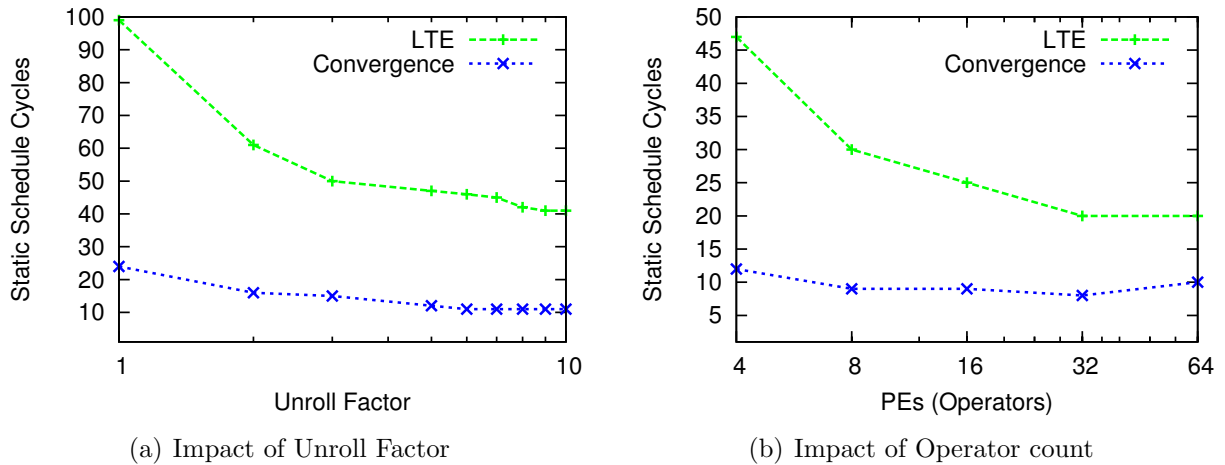 100
90
80
70
60
50
40
30
20
10
Static Schedule Cycles
LTE
Convergence
1
10
Unroll Factor
(a) Impact of Unroll Factor
50
45
40
35
30
25
20
15
10
5
Static Schedule Cycles
LTE
Convergence
4
8
16
32
64
PEs (Operators)
(b) Impact of Operator count